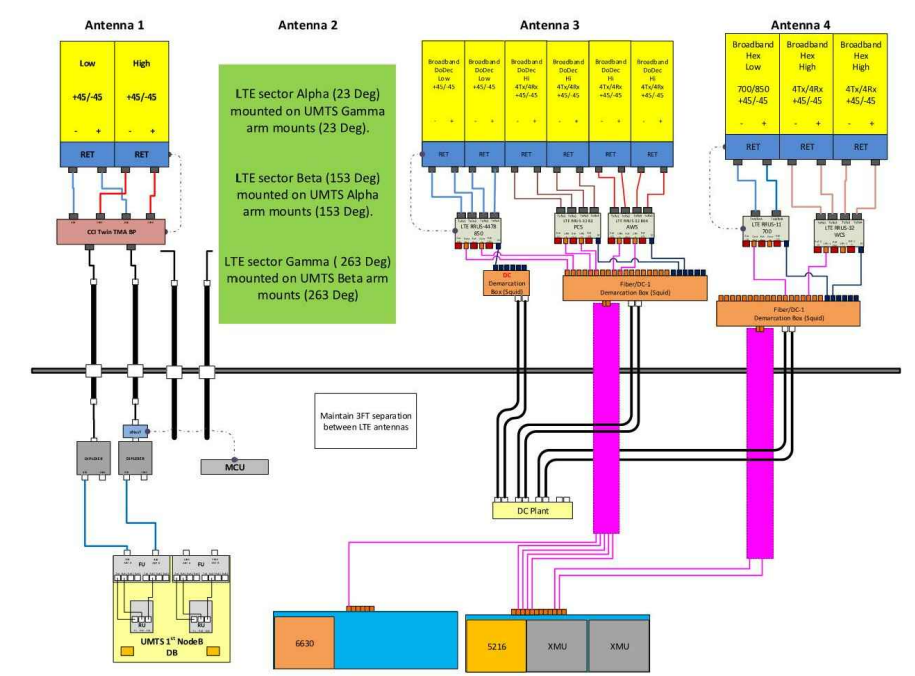 Antenna 1
Antenna 2
Antenna 3
Antenna 4
Low
High
+45/-45
+45/-45
- +
- +
RET
RET
CCI Twin TMA BP
LTE sector Alpha (23 Deg)
mounted on UMTS Gamma
arm mounts (23 Deg).
LTE sector Beta (153 Deg)
mounted on UMTS Alpha
arm mounts (153 Deg).
LTE sector Gamma ( 263 Deg)
mounted on UMTS Beta arm
mounts (263 Deg)
Broadband
DoDec
Low
+45/-45
- +
Broadband
DoDec
Low
+45/-45
- +
Broadband
DoDec
Hi
4Tx/4Rx
+45/-45
- +
Broadband
DoDec
Hi
4Tx/4Rx
+45/-45
- +
Broadband
DoDec
Hi
4Tx/4Rx
+45/-45
- +
Broadband
DoDec
Hi
4Tx/4Rx
+45/-45
- +
RET
RET
RET
RET
RET
RET
LTE RRUS-4478
850
PCS
AWS
DC
Demarcation
Box (Squid)
Fiber/DC-1
Demarcation Box (Squid)
Broadband
Hex
Low
700/850
+45/-45
- +
Broadband
Hex
High
4Tx/4Rx
+45/-45
Broadband
Hex
High
4Tx/4Rx
+45/-45
RET
RET
RET
LTE RRUS-11
700
LTE RRUS-32
WCS
Fiber/DC-1
Demarcation Box (Squid)
Maintain 3FT separation
between LTE antennas
MCU
DC Plant
FU
FU
RU
RU
UMTS 1st NodeB
DB
6630
5216
XMU
XMU